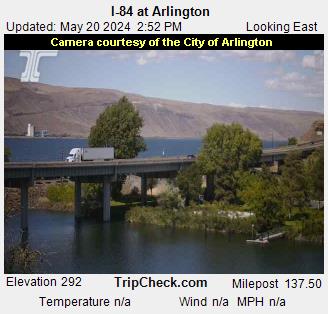 I-84 at Arlington
Updated: May 20 2024 2:52 PM Looking East
Camera courtesy of the City of Arlington
Elevation 292 TripCheck.com Milepost 137.50
Temperature n/a Wind n/a MPH n/a